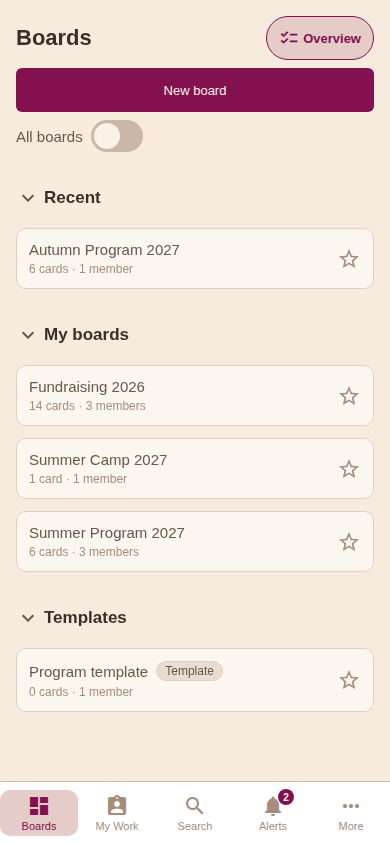 Boards
Overview
New board
All boards
Recent
Autumn Program 2027
6 cards · 1 member
My boards
Fundraising 2026
14 cards · 3 members
Summer Camp 2027
1 card · 1 member
Summer Program 2027
6 cards · 3 members
Templates
Program template Template
0 cards · 1 member
2
Boards My Work Search Alerts More